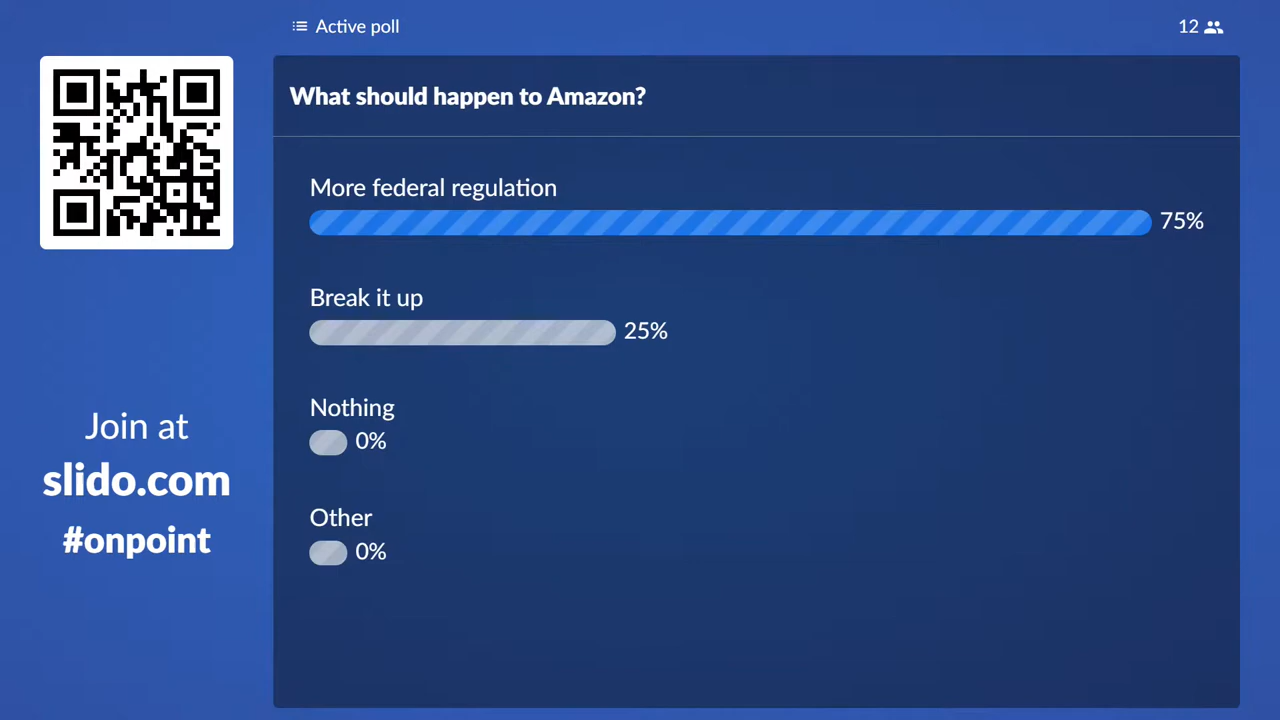 Active poll
12
What should happen to Amazon?
More federal regulation
75%
Break it up
25%
Nothing
0%
Other
0%
Join at
slido.com
#onpoint